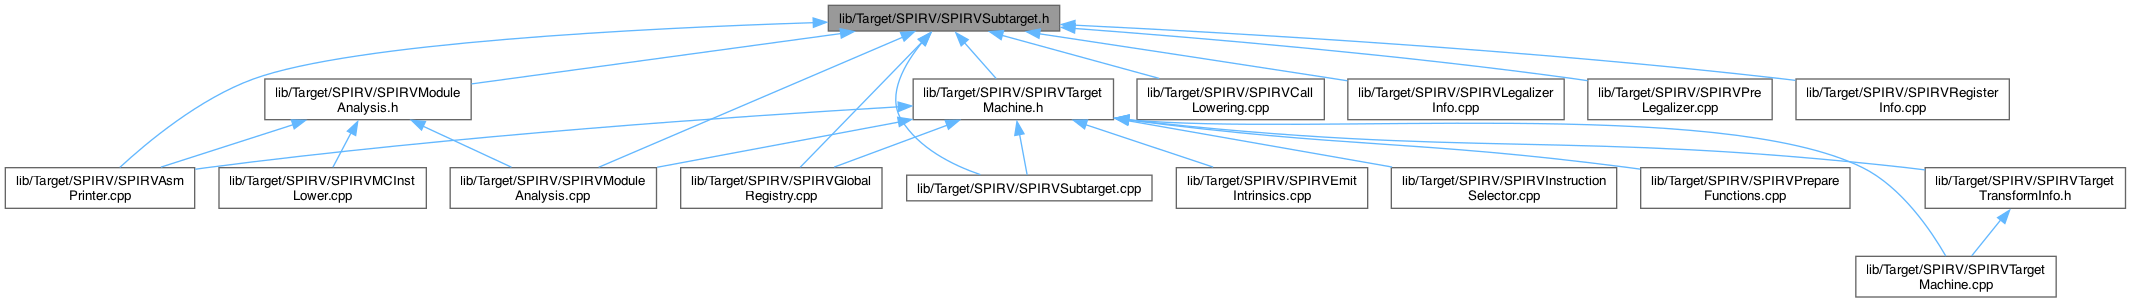 lib/Target/SPIRV/SPIRVSubtarget.h
lib/Target/SPIRV/SPIRVModule
Analysis.h
lib/Target/SPIRV/SPIRVTarget
Machine.h
lib/Target/SPIRV/SPIRVCall
Lowering.cpp
lib/Target/SPIRV/SPIRVLegalizer
Info.cpp
lib/Target/SPIRV/SPIRVPre
Legalizer.cpp
lib/Target/SPIRV/SPIRVRegister
Info.cpp
lib/Target/SPIRV/SPIRVAsm
Printer.cpp
lib/Target/SPIRV/SPIRVMCInst
Lower.cpp
lib/Target/SPIRV/SPIRVModule
Analysis.cpp
lib/Target/SPIRV/SPIRVGlobal
Registry.cpp
lib/Target/SPIRV/SPIRVSubtarget.cpp
lib/Target/SPIRV/SPIRVEmit
Intrinsics.cpp
lib/Target/SPIRV/SPIRVInstruction
Selector.cpp
lib/Target/SPIRV/SPIRVPrepare
Functions.cpp
lib/Target/SPIRV/SPIRVTarget
TransformInfo.h
lib/Target/SPIRV/SPIRVTarget
Machine.cpp